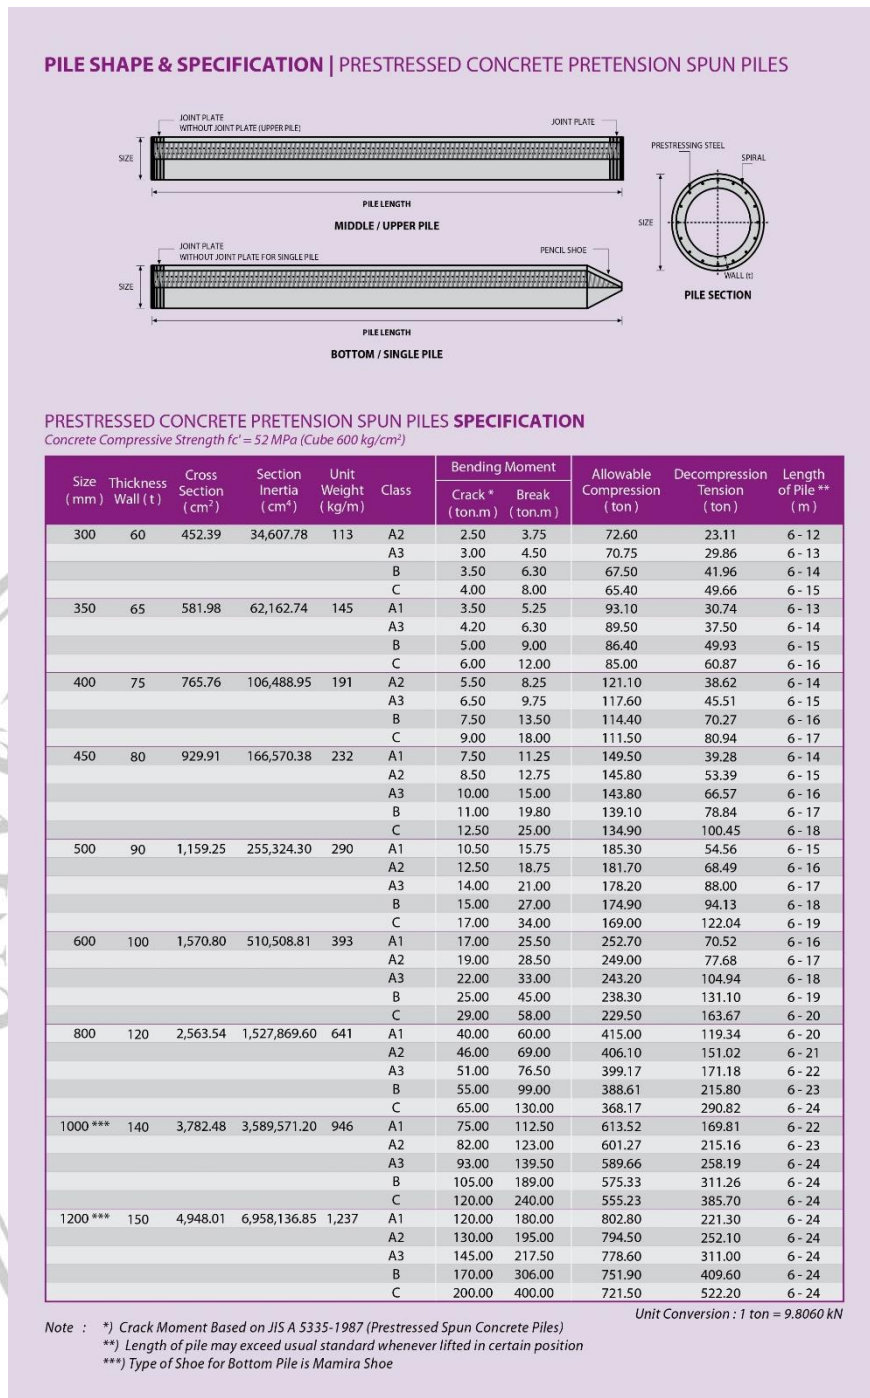 PILE SHAPE & SPECIFICATION | PRESTRESSED CONCRETE PRETENSION SPUN PILES
JOINT PLATE
WITHOUT JOINT PLATE (UPPER PILE)
JOINT PLATE
SIZE
PILE LENGTH
MIDDLE / UPPER PILE
JOINT PLATE
WITHOUT JOINT PLATE FOR SINGLE PILE
PENCIL SHOE
SIZE
PILE LENGTH
BOTTOM / SINGLE PILE
PRESTRESSING STEEL
SPIRAL
SIZE
WALL (t)
PILE SECTION
PRESTRESSED CONCRETE PRETENSION SPUN PILES SPECIFICATION
Concrete Compressive Strength fc' = 52 MPa (Cube 600 kg/cm²)
Size (mm) Thickness Wall (t) Cross Section (cm²) Section Inertia (cm⁴) Unit Weight (kg/m) Class Bending Moment Crack * (ton.m) Break (ton.m) Allowable Compression (ton) Decompression Tension (ton) Length of Pile ** (m)
300 60 452.39 34,607.78 113 A2 2.50 3.75 72.60 23.11 6 - 12
A3 3.00 4.50 70.75 29.86 6 - 13
B 3.50 6.30 67.50 41.96 6 - 14
C 4.00 8.00 65.40 49.66 6 - 15
350 65 581.98 62,162.74 145 A1 3.50 5.25 93.10 30.74 6 - 13
A3 4.20 6.30 89.50 37.50 6 - 14
B 5.00 9.00 86.40 49.93 6 - 15
C 6.00 12.00 85.00 60.87 6 - 16
400 75 765.76 106,488.95 191 A2 5.50 8.25 121.10 38.62 6 - 14
A3 6.50 9.75 117.60 45.51 6 - 15
B 7.50 13.50 114.40 70.27 6 - 16
C 9.00 18.00 111.50 80.94 6 - 17
450 80 929.91 166,570.38 232 A1 7.50 11.25 149.50 39.28 6 - 14
A2 8.50 12.75 145.80 53.39 6 - 15
A3 10.00 15.00 143.80 66.57 6 - 16
B 11.00 19.80 139.10 78.84 6 - 17
C 12.50 25.00 134.90 100.45 6 - 18
500 90 1,159.25 255,324.30 290 A1 10.50 15.75 185.30 54.56 6 - 15
A2 12.50 18.75 181.70 68.49 6 - 16
A3 14.00 21.00 178.20 88.00 6 - 17
B 15.00 27.00 174.90 94.13 6 - 18
C 17.00 34.00 169.00 122.04 6 - 19
600 100 1,570.80 510,508.81 393 A1 17.00 25.50 252.70 70.52 6 - 16
A2 19.00 28.50 249.00 77.68 6 - 17
A3 22.00 33.00 243.20 104.94 6 - 18
B 25.00 45.00 238.30 131.10 6 - 19
C 29.00 58.00 229.50 163.67 6 - 20
800 120 2,563.54 1,527,869.60 641 A1 40.00 60.00 415.00 119.34 6 - 20
A2 46.00 69.00 406.10 151.02 6 - 21
A3 51.00 76.50 399.17 171.18 6 - 22
B 55.00 99.00 388.61 215.80 6 - 23
C 65.00 130.00 368.17 290.82 6 - 24
1000 *** 140 3,782.48 3,589,571.20 946 A1 75.00 112.50 613.52 169.81 6 - 22
A2 82.00 123.00 601.27 215.16 6 - 23
A3 93.00 139.50 589.66 258.19 6 - 24
B 105.00 189.00 575.33 311.26 6 - 24
C 120.00 240.00 555.23 385.70 6 - 24
1200 *** 150 4,948.01 6,958,136.85 1,237 A1 120.00 180.00 802.80 221.30 6 - 24
A2 130.00 195.00 794.50 252.10 6 - 24
A3 145.00 217.50 778.60 311.00 6 - 24
B 170.00 306.00 751.90 409.60 6 - 24
C 200.00 400.00 721.50 522.20 6 - 24
Unit Conversion : 1 ton = 9.8060 kN
Note : *) Crack Moment Based on JIS A 5335-1987 (Prestressed Spun Concrete Piles)
**) Length of pile may exceed usual standard whenever lifted in certain position
***) Type of Shoe for Bottom Pile is Mamira Shoe